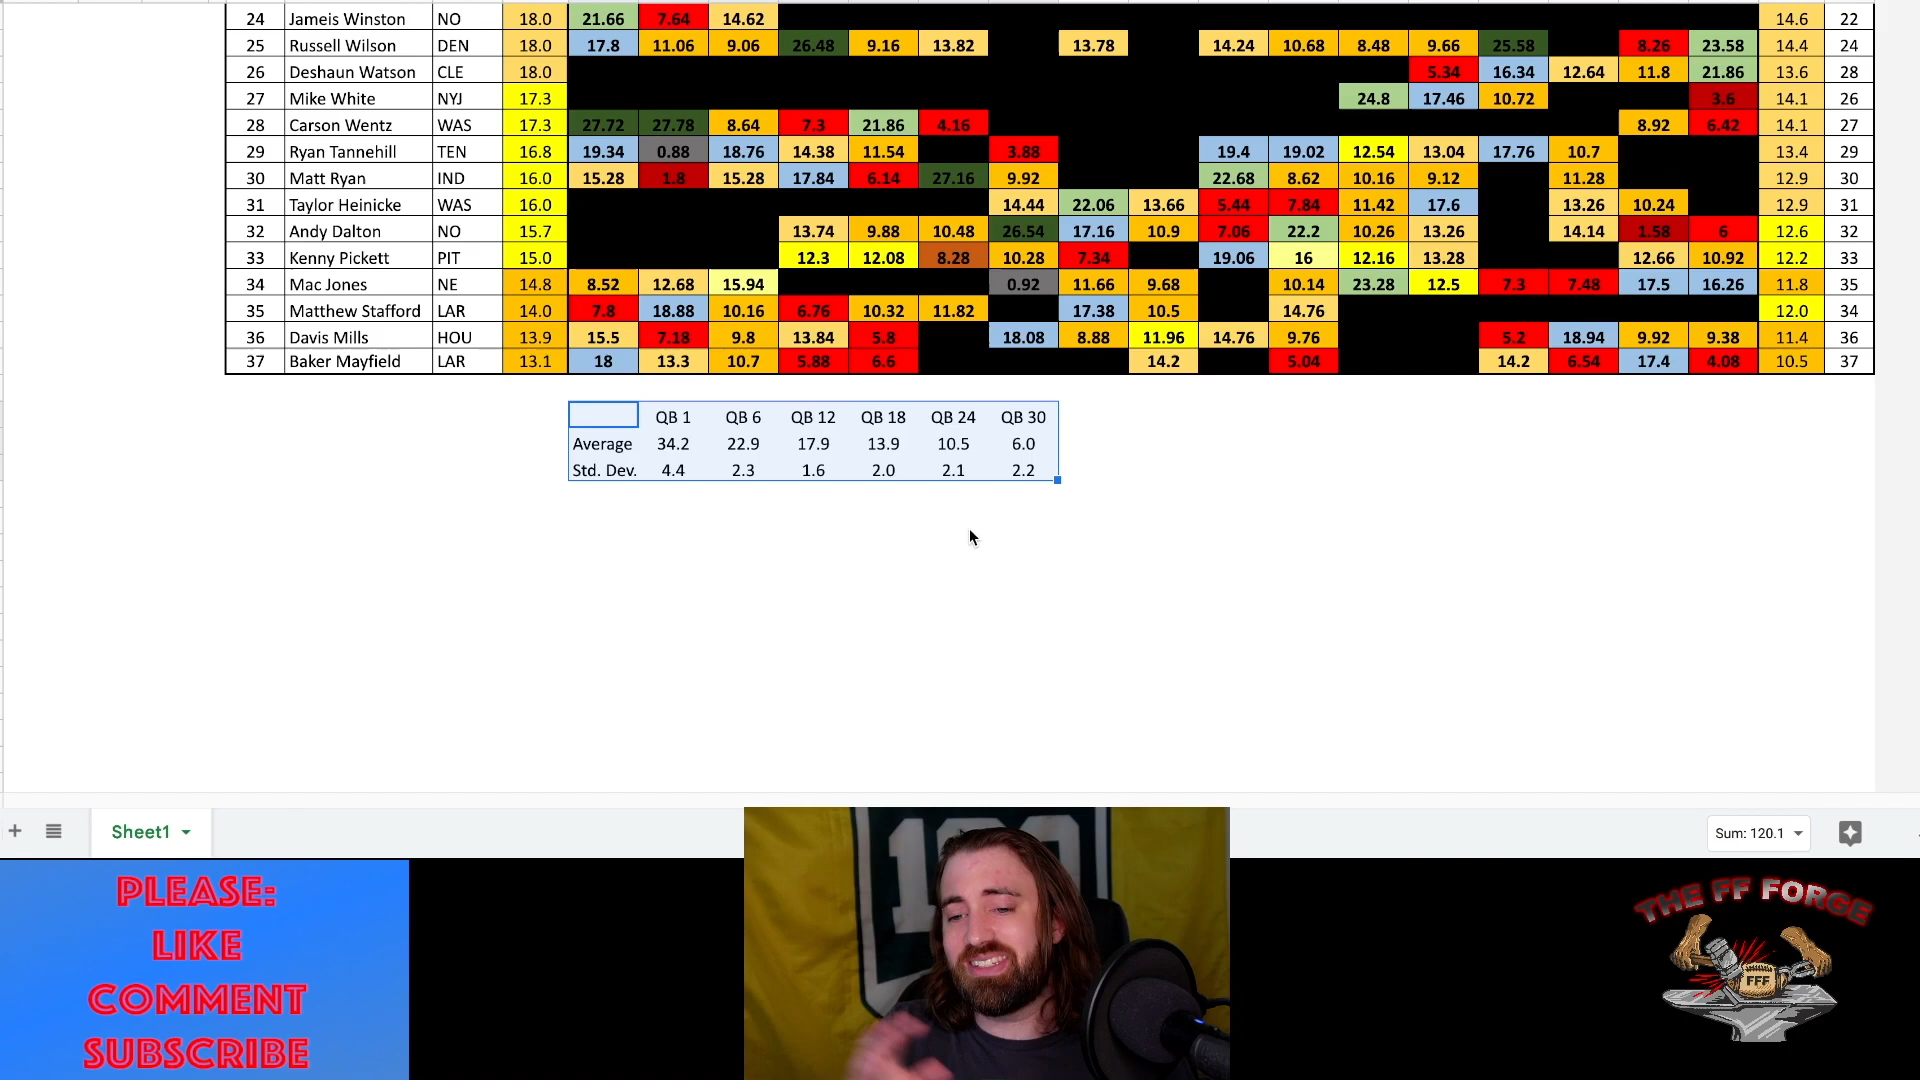 24 Jameis Winston NO 18.0 21.66 7.64 14.62 14.6 22
25 Russell Wilson DEN 18.0 17.8 11.06 9.06 26.48 9.16 13.82 13.78 14.24 10.68 8.48 9.66 25.58 8.26 23.58 14.4 24
26 Deshaun Watson CLE 18.0 5.34 16.34 12.64 11.8 21.86 13.6 28
27 Mike White NYJ 17.3 24.8 17.46 10.72 3.6 14.1 26
28 Carson Wentz WAS 17.3 27.72 27.78 8.64 7.3 21.86 4.16 8.92 6.42 14.1 27
29 Ryan Tannehill TEN 16.8 19.34 0.88 18.76 14.38 11.54 3.88 19.4 19.02 12.54 13.04 17.76 10.7 13.4 29
30 Matt Ryan IND 16.0 15.28 1.8 15.28 17.84 6.14 27.16 9.92 22.68 8.62 10.16 9.12 11.28 12.9 30
31 Taylor Heinicke WAS 16.0 14.44 22.06 13.66 5.44 7.84 11.42 17.6 13.26 10.24 12.9 31
32 Andy Dalton NO 15.7 13.74 9.88 10.48 26.54 17.16 10.9 7.06 22.2 10.26 13.26 14.14 1.58 6 12.6 32
33 Kenny Pickett PIT 15.0 12.3 12.08 8.28 10.28 7.34 19.06 16 12.16 13.28 12.66 10.92 12.2 33
34 Mac Jones NE 14.8 8.52 12.68 15.94 0.92 11.66 9.68 10.14 23.28 12.5 7.3 7.48 17.5 16.26 11.8 35
35 Matthew Stafford LAR 14.0 7.8 18.88 10.16 6.76 10.32 11.82 17.38 10.5 14.76 12.0 34
36 Davis Mills HOU 13.9 15.5 7.18 9.8 13.84 5.8 18.08 8.88 11.96 14.76 9.76 5.2 18.94 9.92 9.38 11.4 36
37 Baker Mayfield LAR 13.1 18 13.3 10.7 5.88 6.6 14.2 5.04 14.2 6.54 17.4 4.08 10.5 37
QB 1 QB 6 QB 12 QB 18 QB 24 QB 30
Average 34.2 22.9 17.9 13.9 10.5 6.0
Std. Dev. 4.4 2.3 1.6 2.0 2.1 2.2
Sheet1
Sum: 120.1
PLEASE:
LIKE
COMMENT
SUBSCRIBE
THE FF FORGE
FFF